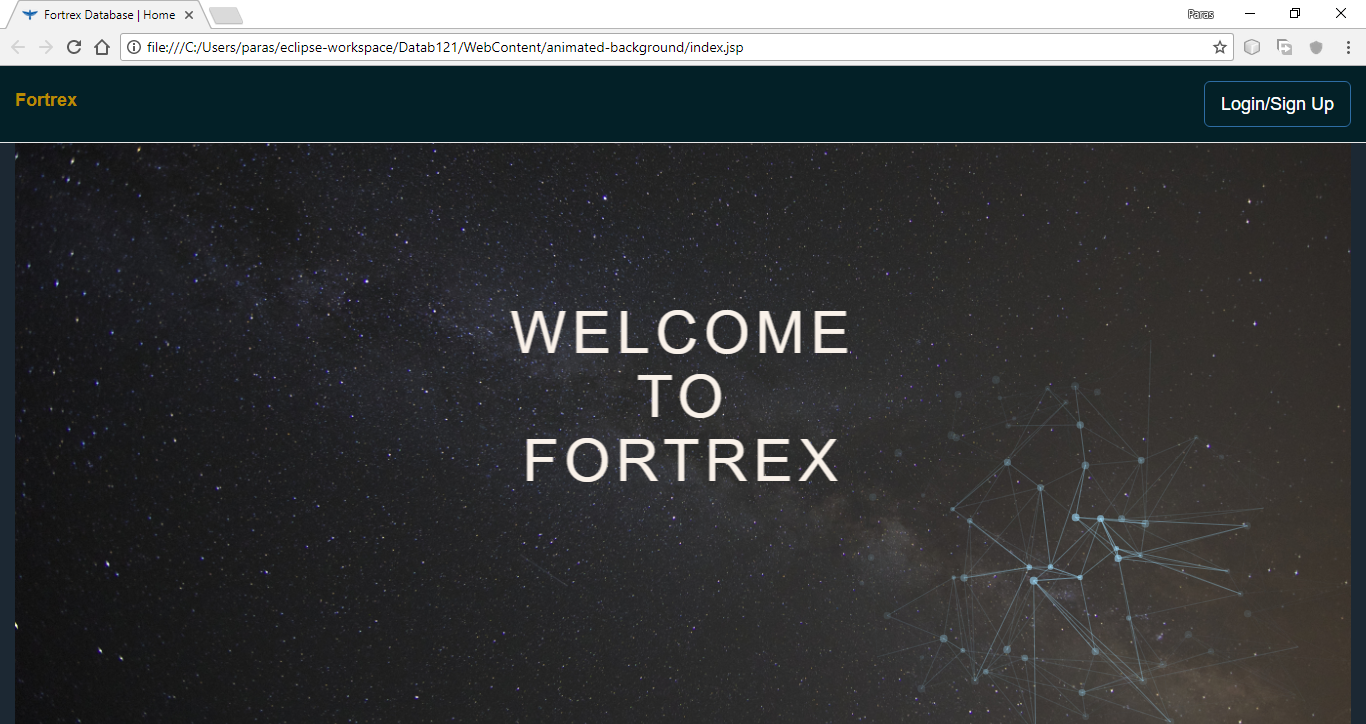 Fortrex Database | Home
Paras
file:///C:/Users/paras/eclipse-workspace/Datab121/WebContent/animated-background/index.jsp
Fortrex
Login/Sign Up
WELCOME
TO
FORTREX